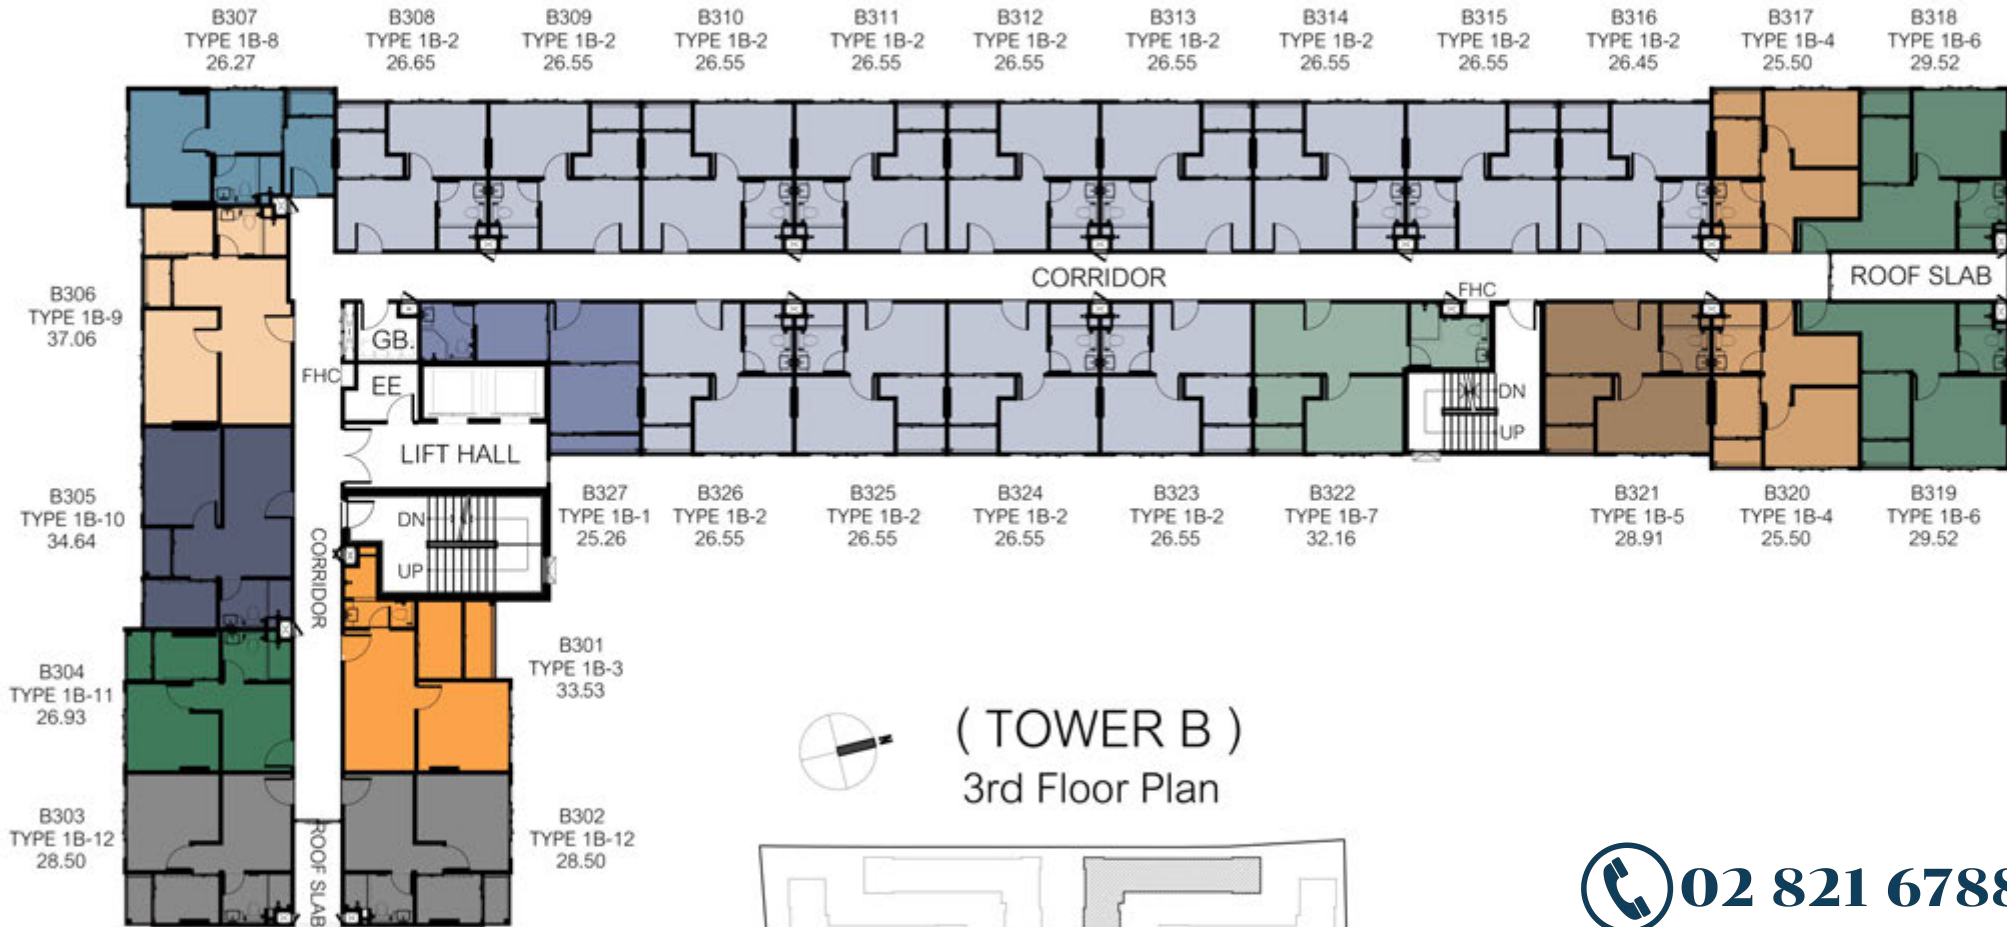 B307
TYPE 1B-8
26.27
B308
TYPE 1B-2
26.65
B309
TYPE 1B-2
26.55
B310
TYPE 1B-2
26.55
B311
TYPE 1B-2
26.55
B312
TYPE 1B-2
26.55
B313
TYPE 1B-2
26.55
B314
TYPE 1B-2
26.55
B315
TYPE 1B-2
26.55
B316
TYPE 1B-2
26.45
B317
TYPE 1B-4
25.50
B318
TYPE 1B-6
29.52
CORRIDOR
ROOF SLAB
FHC
B306
TYPE 1B-9
37.06
GB.
FHC
EE
LIFT HALL
DN
UP
B305
TYPE 1B-10
34.64
CORRIDOR
DN
UP
B327
TYPE 1B-1
25.26
B326
TYPE 1B-2
26.55
B325
TYPE 1B-2
26.55
B324
TYPE 1B-2
26.55
B323
TYPE 1B-2
26.55
B322
TYPE 1B-7
32.16
B321
TYPE 1B-5
28.91
B320
TYPE 1B-4
25.50
B319
TYPE 1B-6
29.52
B304
TYPE 1B-11
26.93
B301
TYPE 1B-3
33.53
N
( TOWER B )
3rd Floor Plan
B303
TYPE 1B-12
28.50
ROOF SLAB
B302
TYPE 1B-12
28.50
02 821 6788